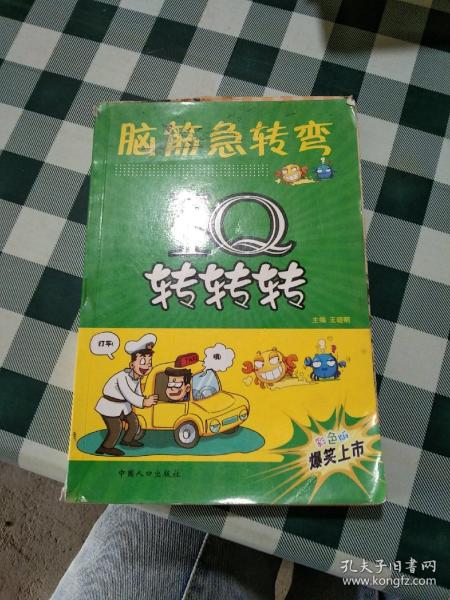 脑筋急转弯
IQ
转转转
主编 王晓明
打车!
TAXI
哦!
彩色版
爆笑上市
中国人口出版社
孔夫子旧书网
www.kongfz.com